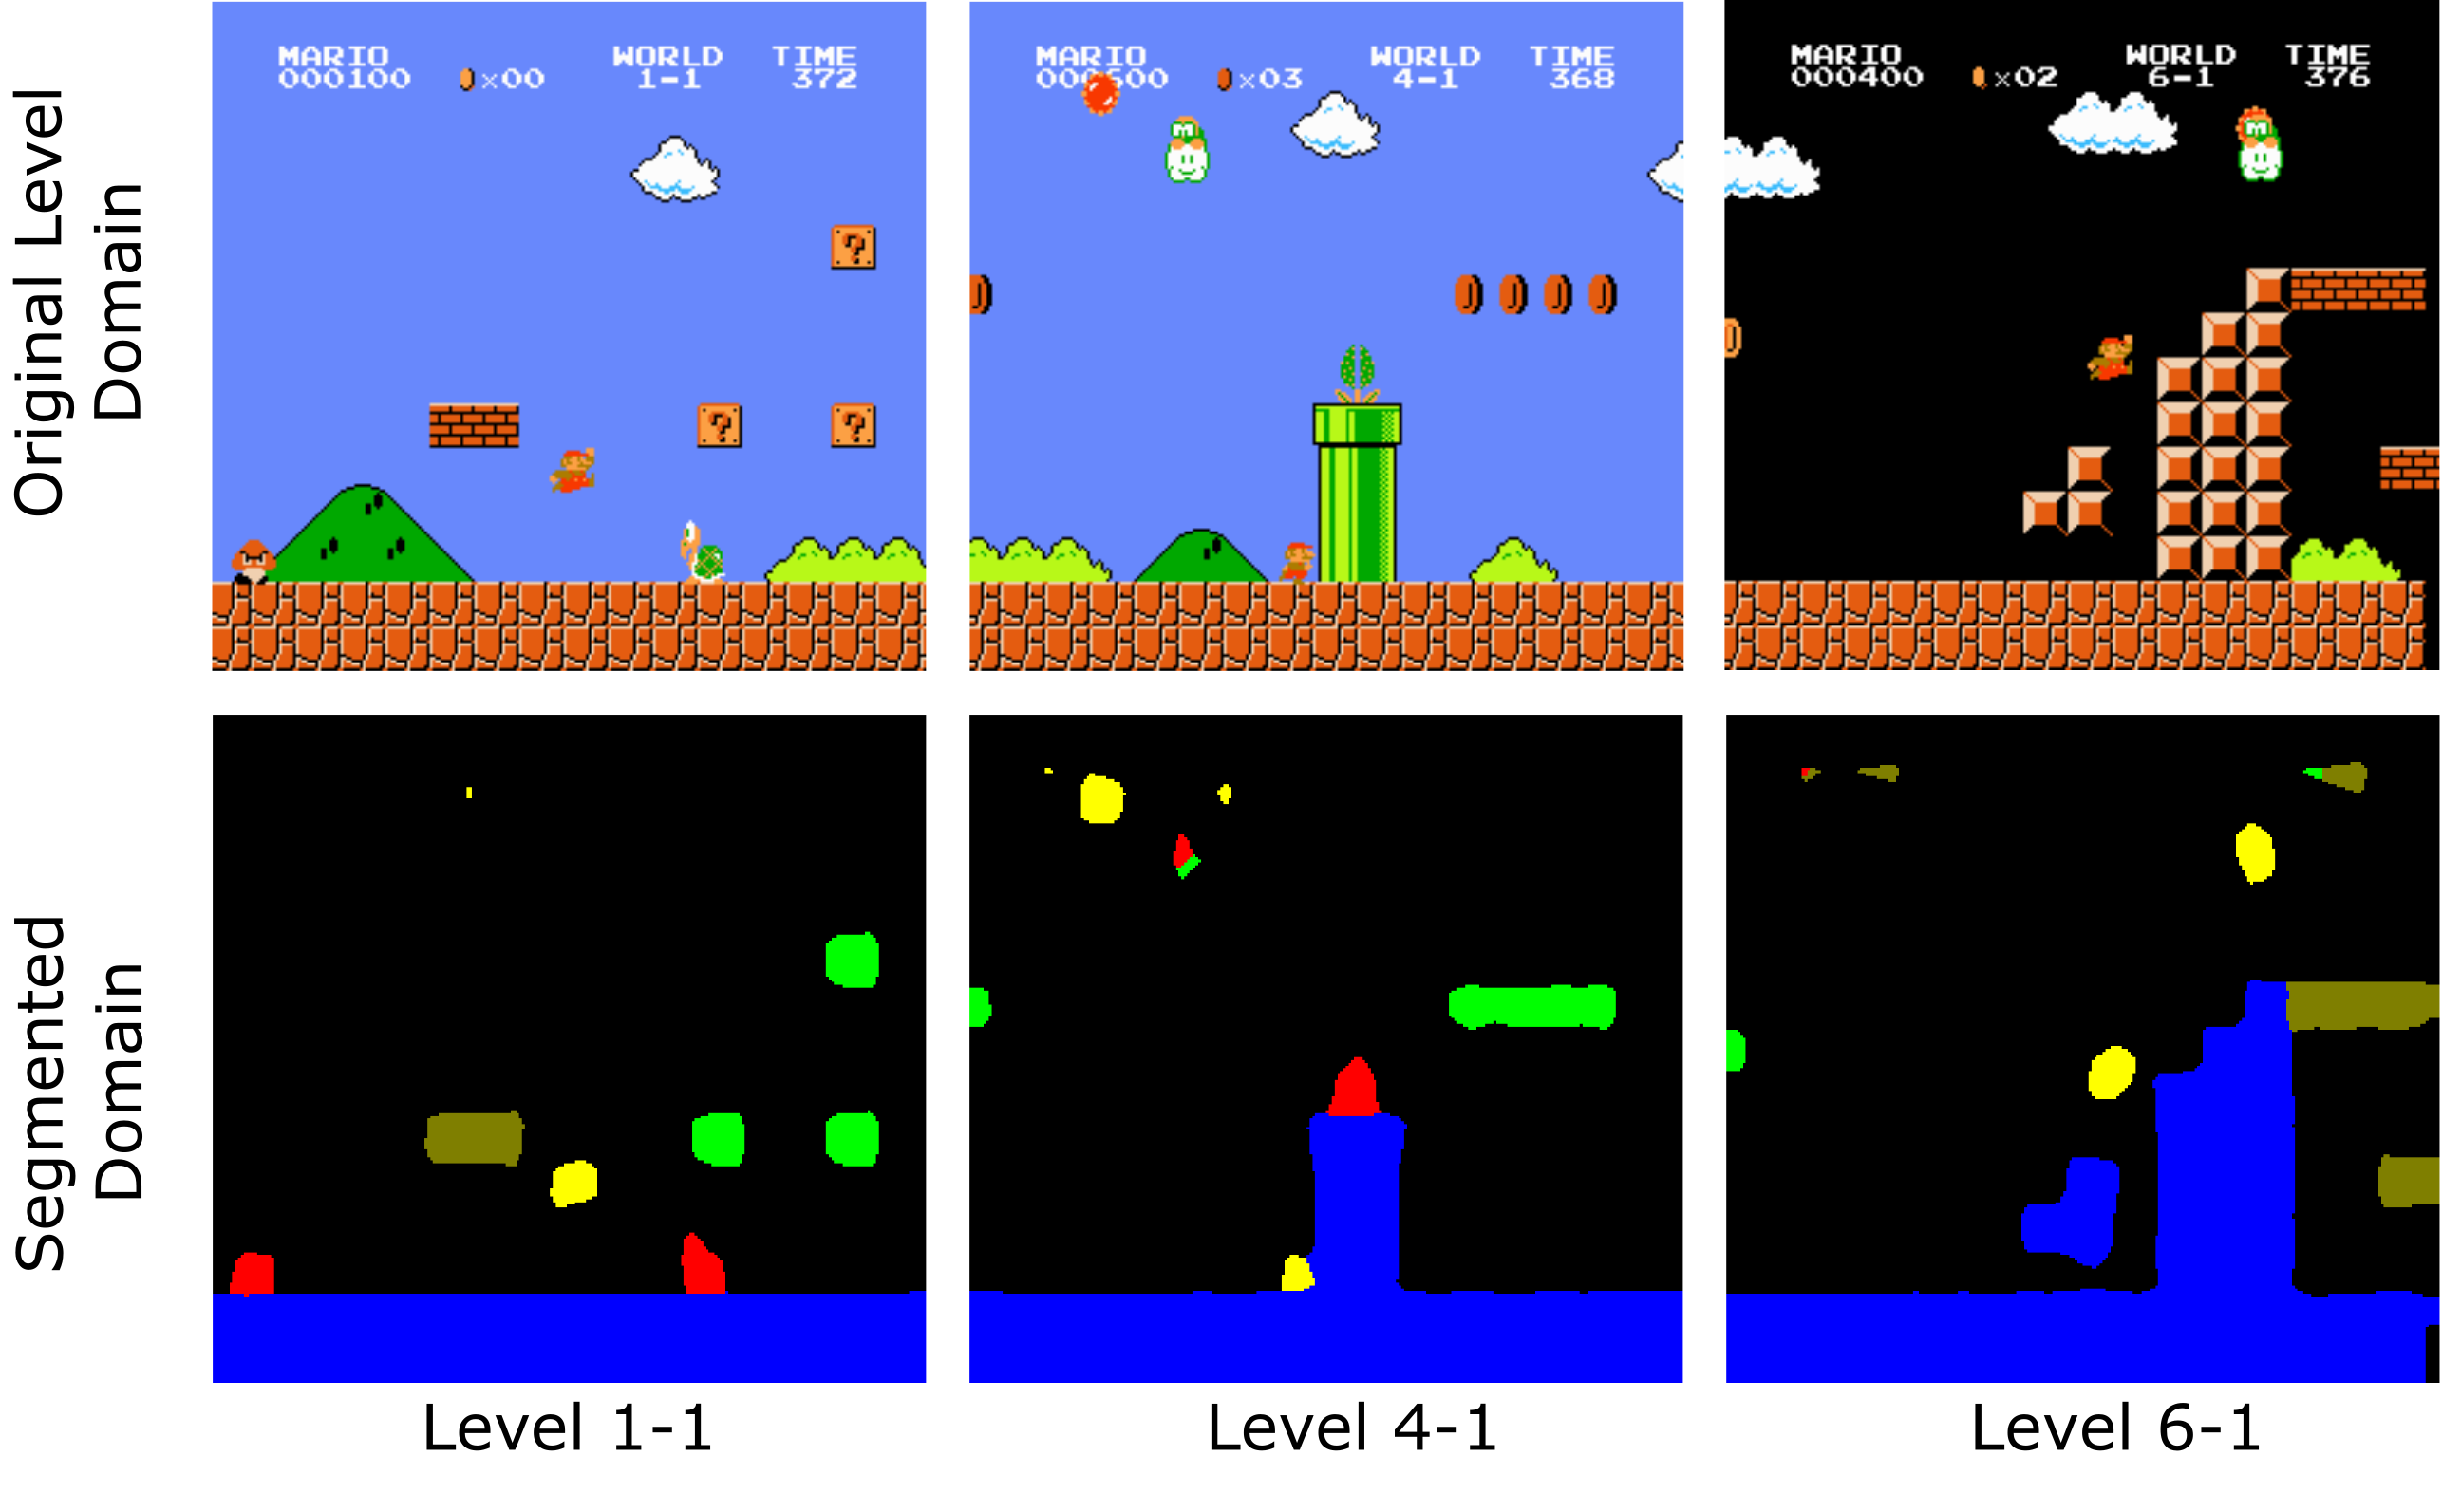 Original Level
Domain
MARIO WORLD TIME
000100 ×00 1-1 372
?
? ?
MARIO WORLD TIME
×03 4-1 368
MARIO WORLD TIME
000400 ×02 6-1 376
Segmented
Domain
Level 1-1
Level 4-1
Level 6-1